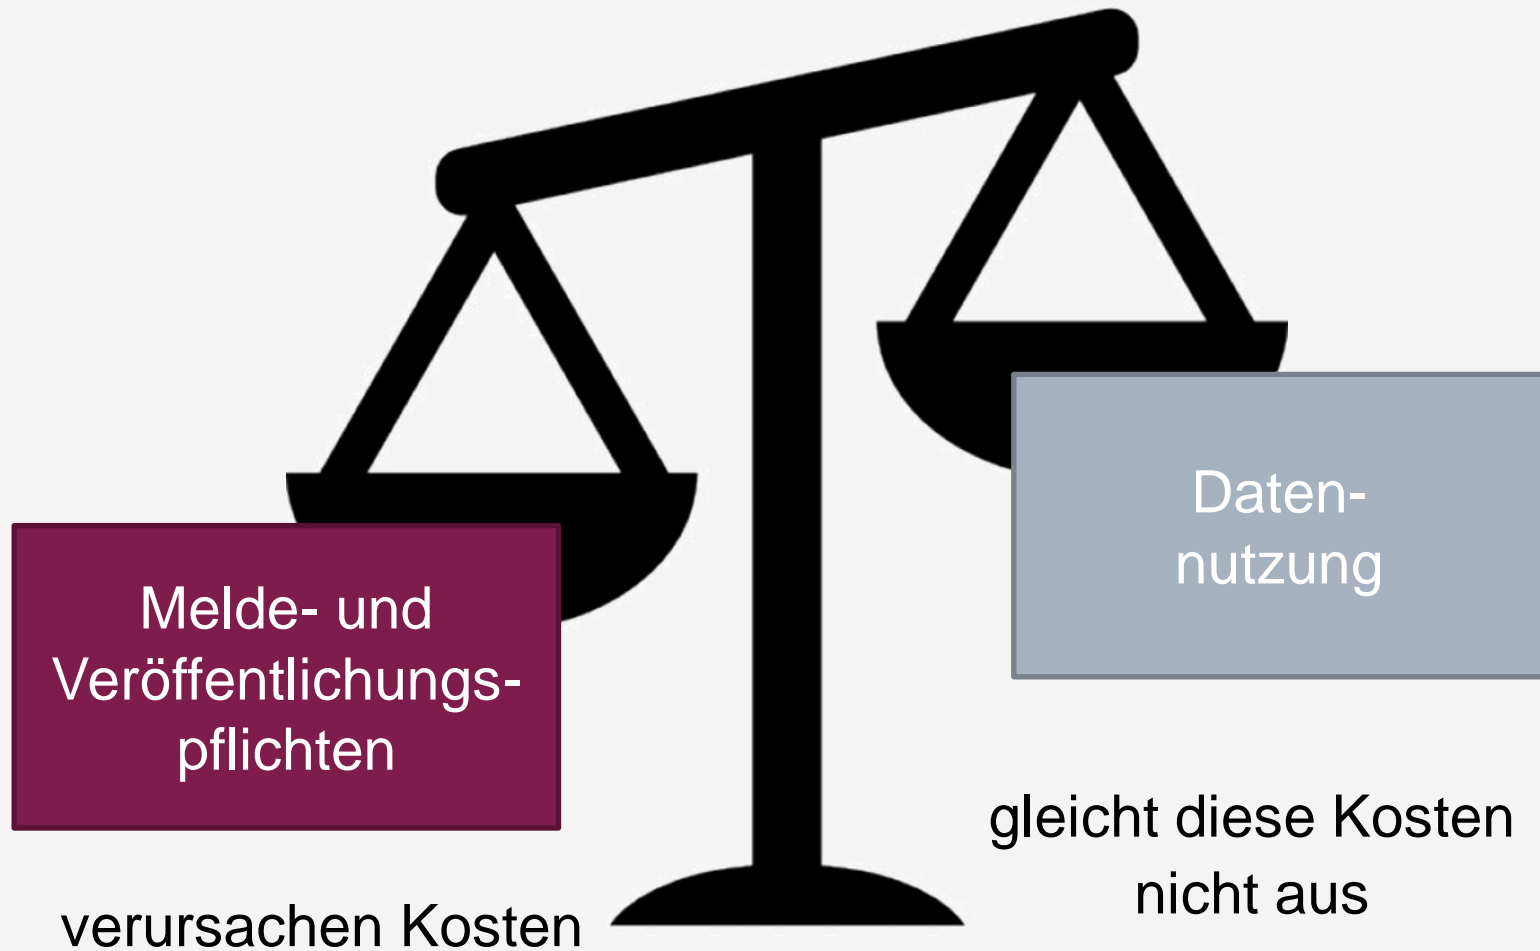 Melde- und
Veröffentlichungs-
pflichten
verursachen Kosten
Daten-
nutzung
gleicht diese Kosten
nicht aus